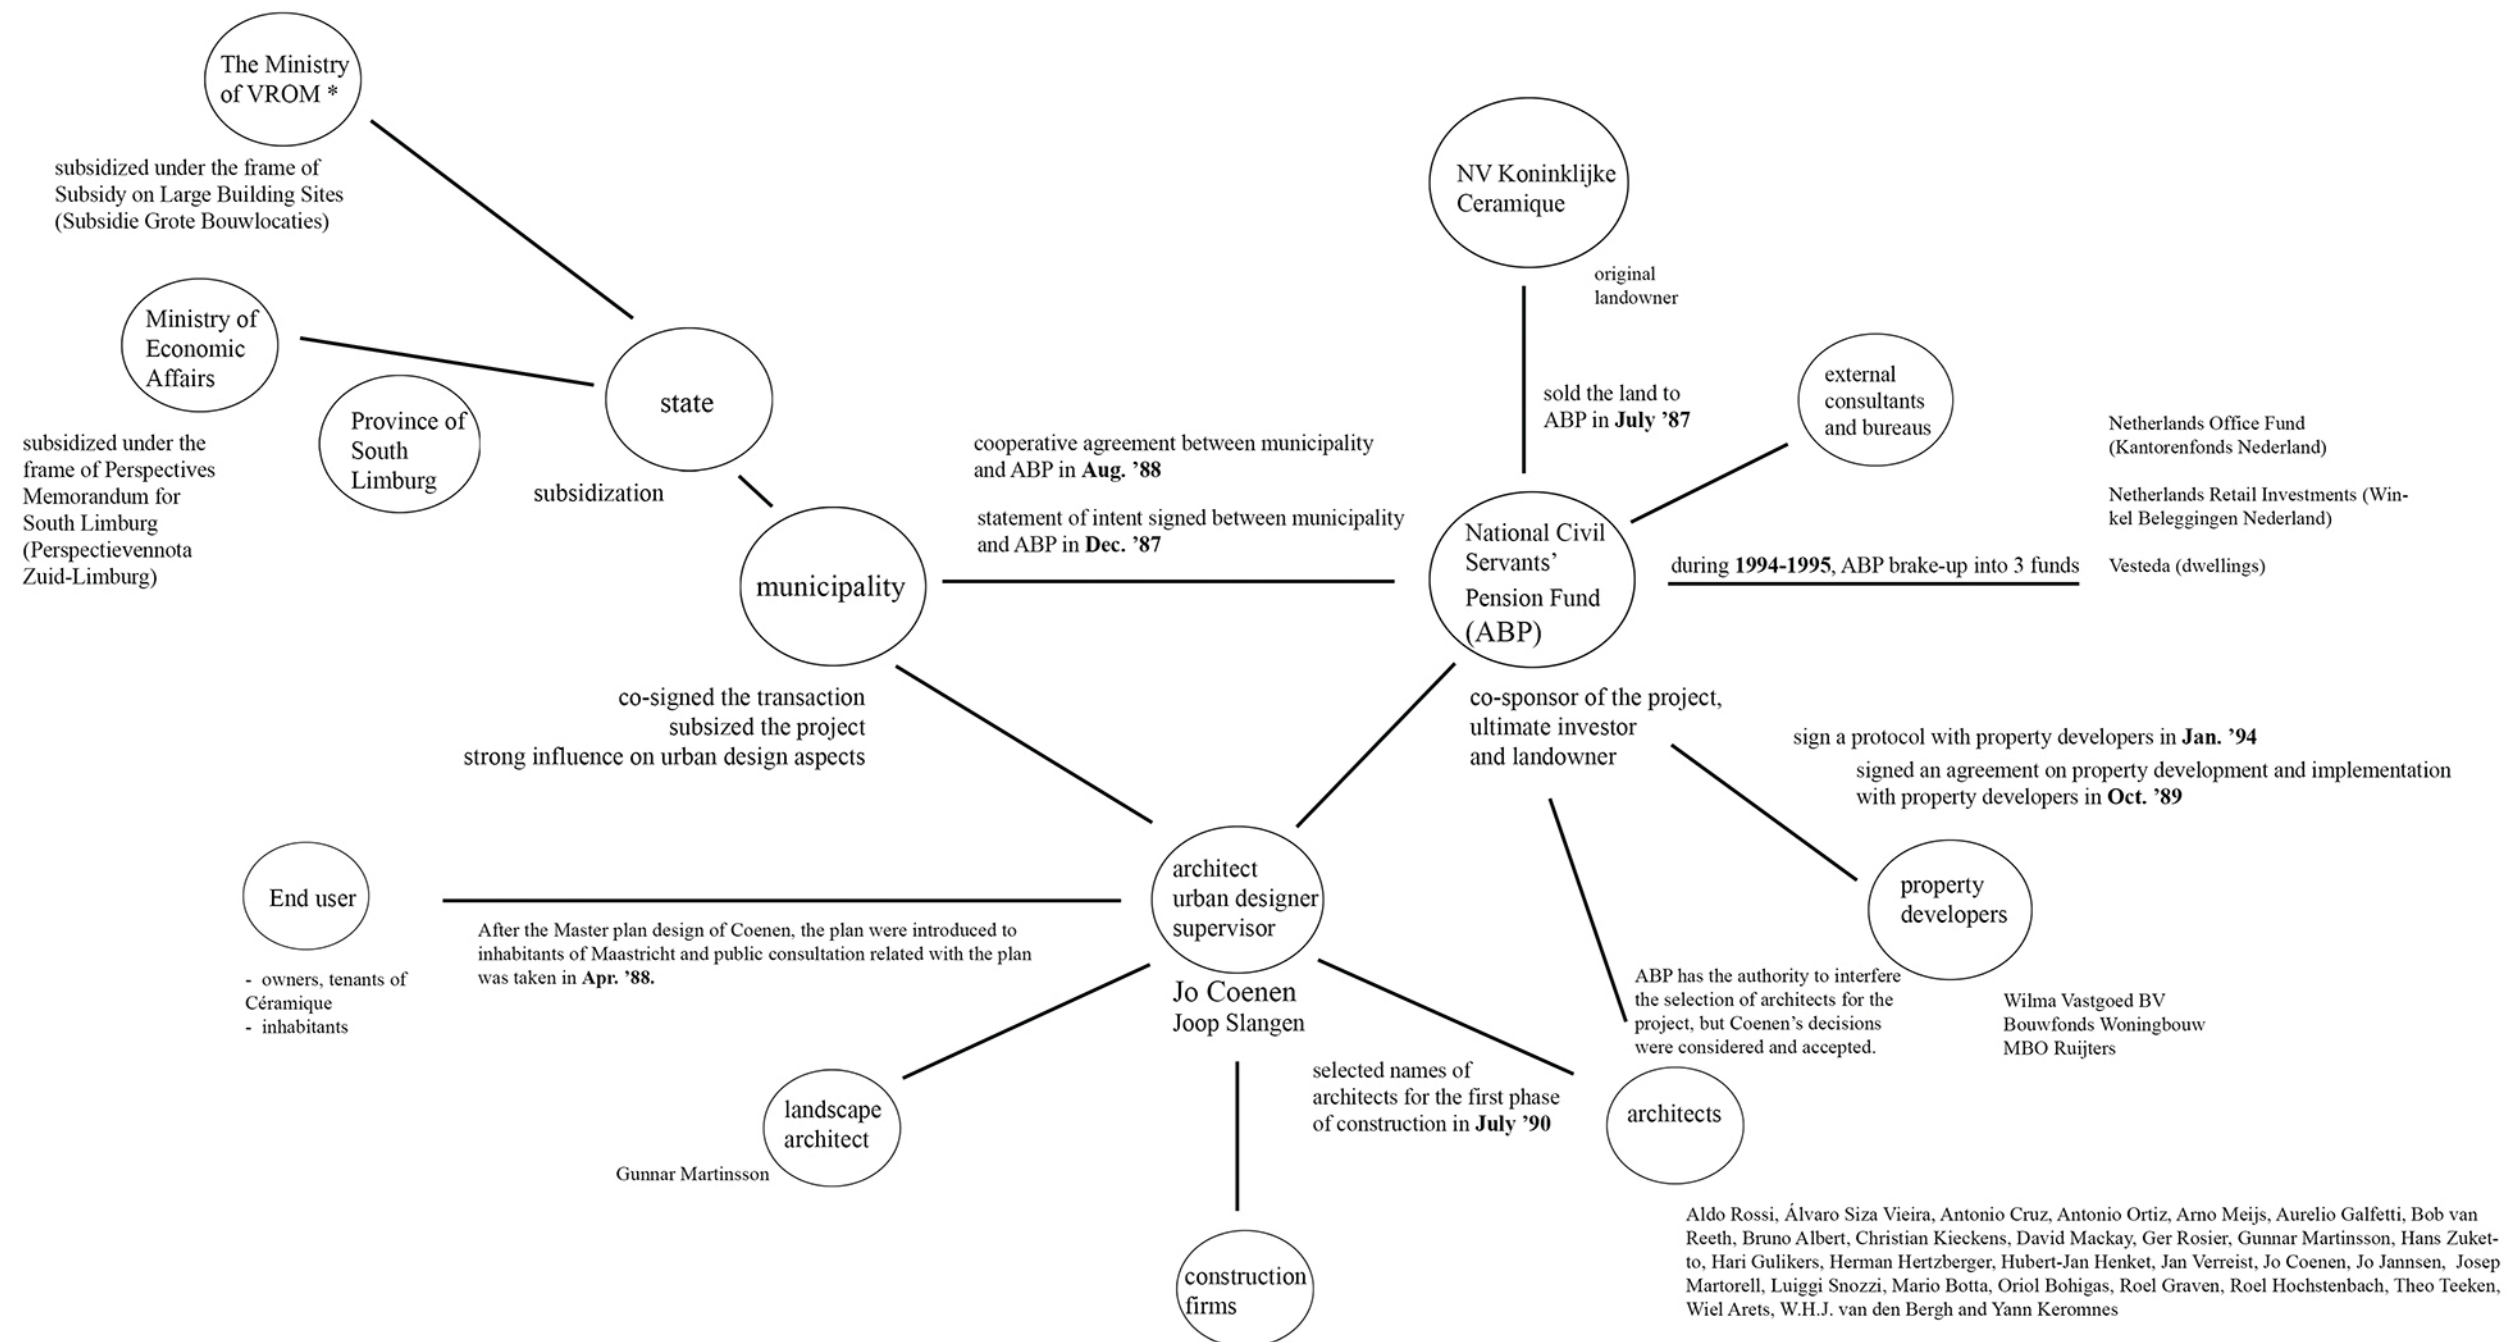 The Ministry
of VROM *
subsidized under the frame of
Subsidy on Large Building Sites
(Subsidie Grote Bouwlocaties)
Ministry of
Economic
Affairs
subsidized under the
frame of Perspectives
Memorandum for
South Limburg
(Perspectievennota
Zuid-Limburg)
Province of
South
Limburg
state
subsidization
municipality
co-signed the transaction
subsized the project
strong influence on urban design aspects
cooperative agreement between municipality
and ABP in Aug. ’88
statement of intent signed between municipality
and ABP in Dec. ’87
NV Koninklijke
Ceramique
original
landowner
sold the land to
ABP in July ’87
external
consultants
and bureaus
National Civil
Servants’
Pension Fund
(ABP)
during 1994-1995, ABP brake-up into 3 funds
Netherlands Office Fund
(Kantorenfonds Nederland)
Netherlands Retail Investments (Win-
kel Beleggingen Nederland)
Vesteda (dwellings)
co-sponsor of the project,
ultimate investor
and landowner
sign a protocol with property developers in Jan. ’94
signed an agreement on property development and implementation
with property developers in Oct. ’89
property
developers
Wilma Vastgoed BV
Bouwfonds Woningbouw
MBO Ruijters
ABP has the authority to interfere
the selection of architects for the
project, but Coenen’s decisions
were considered and accepted.
End user
- owners, tenants of
Céramique
- inhabitants
After the Master plan design of Coenen, the plan were introduced to
inhabitants of Maastricht and public consultation related with the plan
was taken in Apr. ’88.
architect
urban designer
supervisor
Jo Coenen
Joop Slangen
landscape
architect
Gunnar Martinsson
selected names of
architects for the first phase
of construction in July ’90
architects
construction
firms
Aldo Rossi, Álvaro Siza Vieira, Antonio Cruz, Antonio Ortiz, Arno Meijs, Aurelio Galfetti, Bob van
Reeth, Bruno Albert, Christian Kieckens, David Mackay, Ger Rosier, Gunnar Martinsson, Hans Zuket-
to, Hari Gulikers, Herman Hertzberger, Hubert-Jan Henket, Jan Verreist, Jo Coenen, Jo Jannsen, Josep
Martorell, Luiggi Snozzi, Mario Botta, Oriol Bohigas, Roel Graven, Roel Hochstenbach, Theo Teeken,
Wiel Arets, W.H.J. van den Bergh and Yann Keromnes